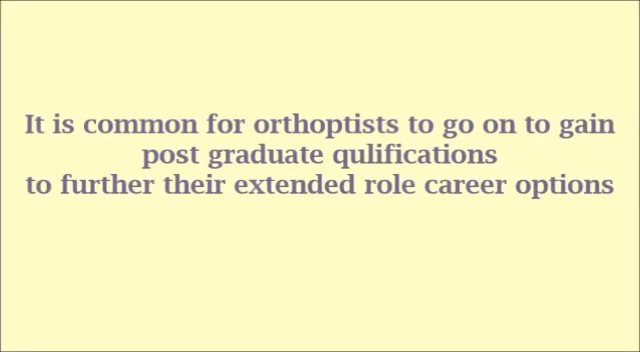 It is common for orthoptists to go on to gain
post graduate qulifications
to further their extended role career options